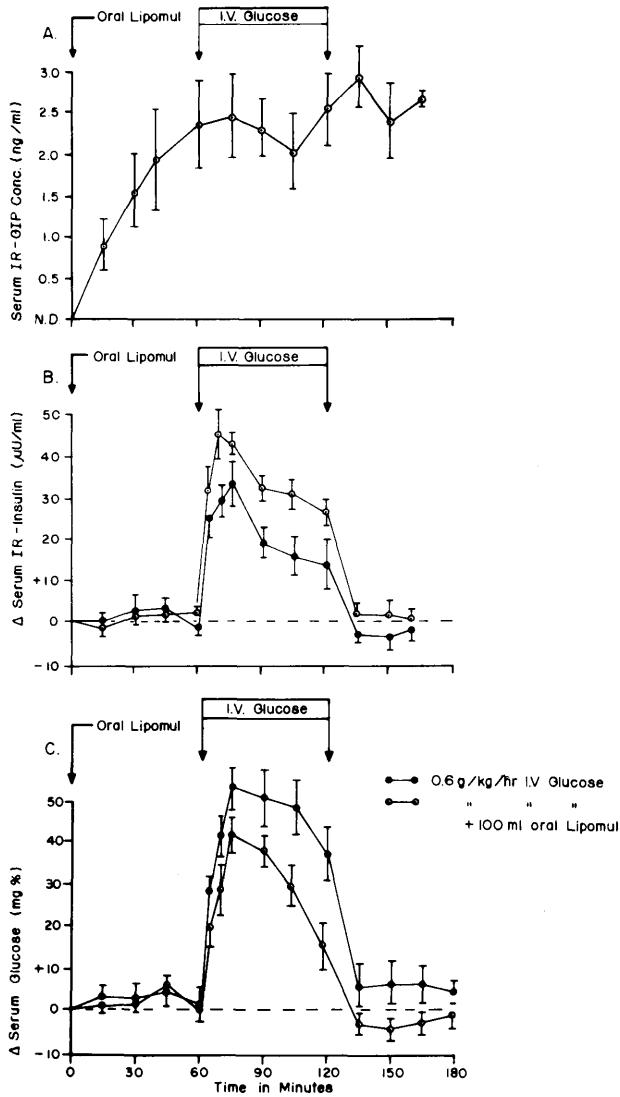 Oral Lipomul
I.V. Glucose
A.
3.0
2.5
2.0
1.5
1.0
0.5
N.D.
Serum IR-GIP Conc. (ng/ml)
Oral Lipomul
I.V. Glucose
B.
50
40
30
20
+10
0
-10
Δ Serum IR-Insulin (μU/ml)
I.V. Glucose
Oral Lipomul
C.
0.6 g/kg/hr I.V Glucose
" " "
+ 100 ml oral Lipomul
50
40
30
20
+10
0
-10
Δ Serum Glucose (mg %)
0 30 60 90 120 150 180
Time in Minutes